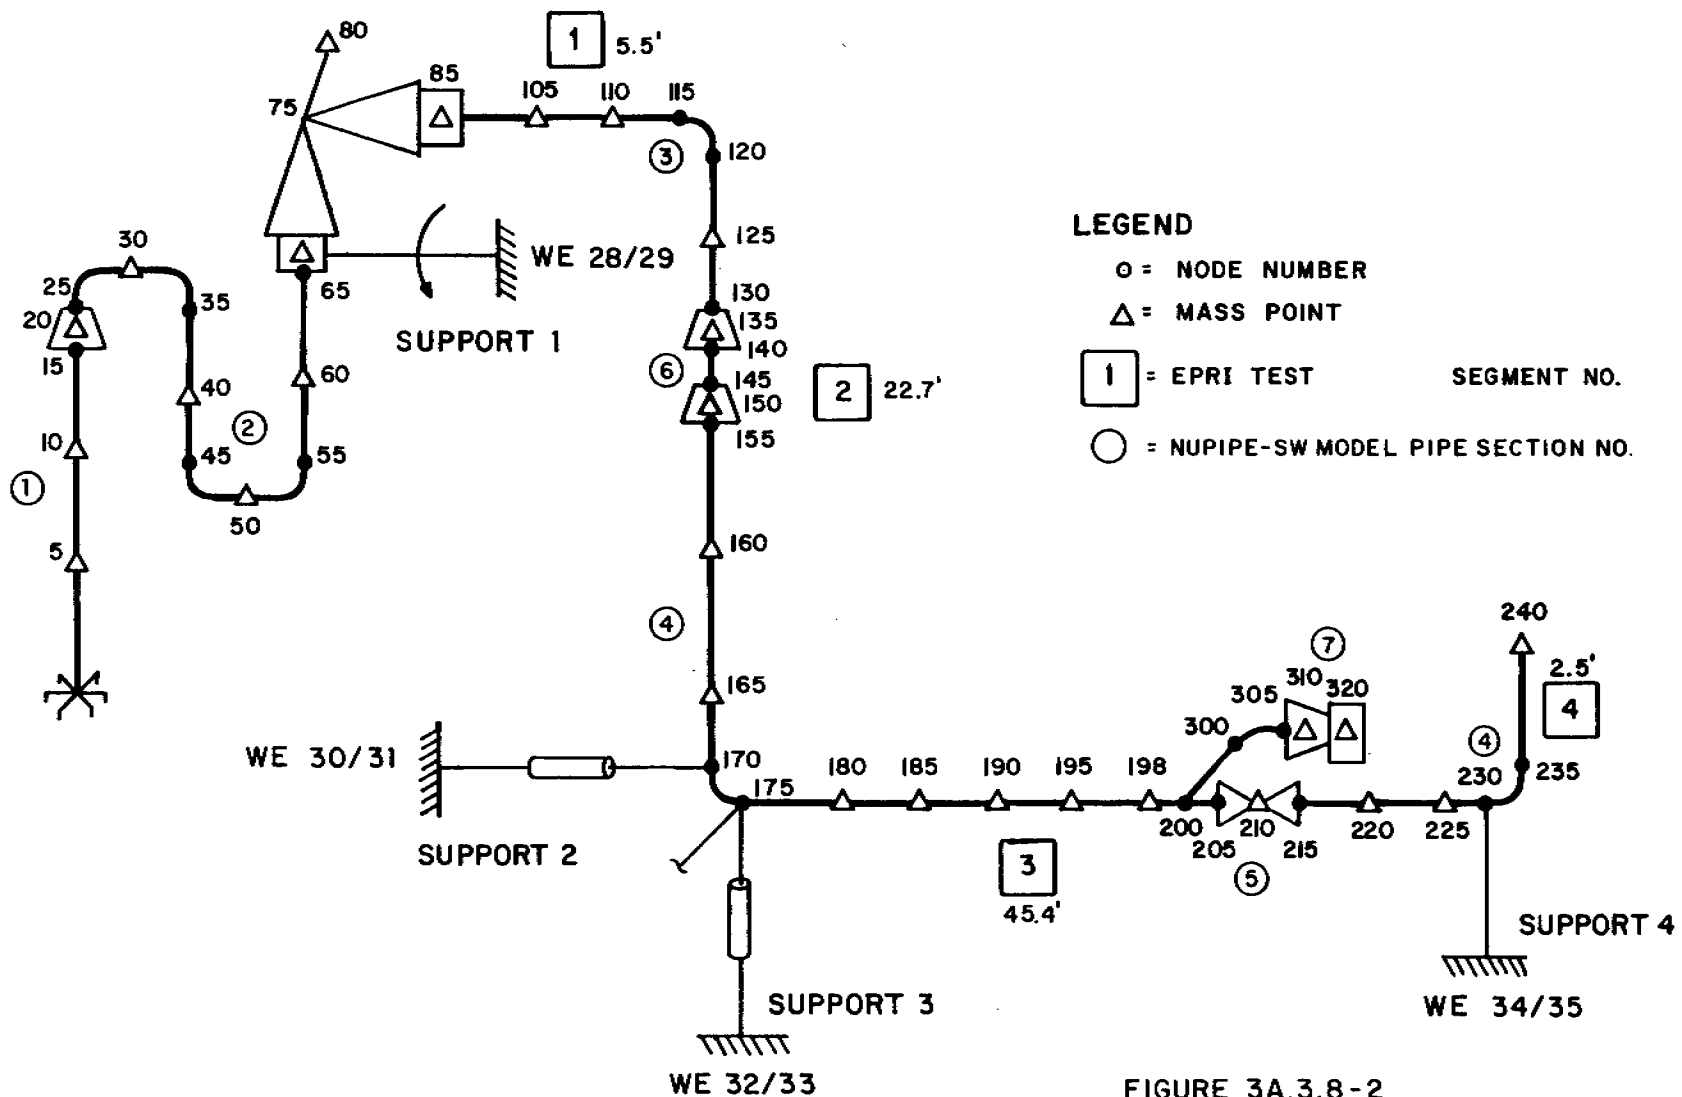 80
1 5.5'
85
75
105 110 115
3
120
30
125
WE 28/29
25 35
65
130
20
135
SUPPORT 1
15
140
6
145
2 22.7'
60
40
150
2
155
10
45 55
1
50
5
160
4
165
WE 30/31
170
SUPPORT 2
175
180 185 190 195 198
3
45.4'
SUPPORT 3
WE 32/33
LEGEND
= NODE NUMBER
= MASS POINT
1 = EPRI TEST SEGMENT NO.
= NUPIPE-SW MODEL PIPE SECTION NO.
240
7
2.5'
310
305 320
4
300
4
230 235
200 210 220 225
205 215
5
SUPPORT 4
WE 34/35
FIGURE 3A.3.8-2